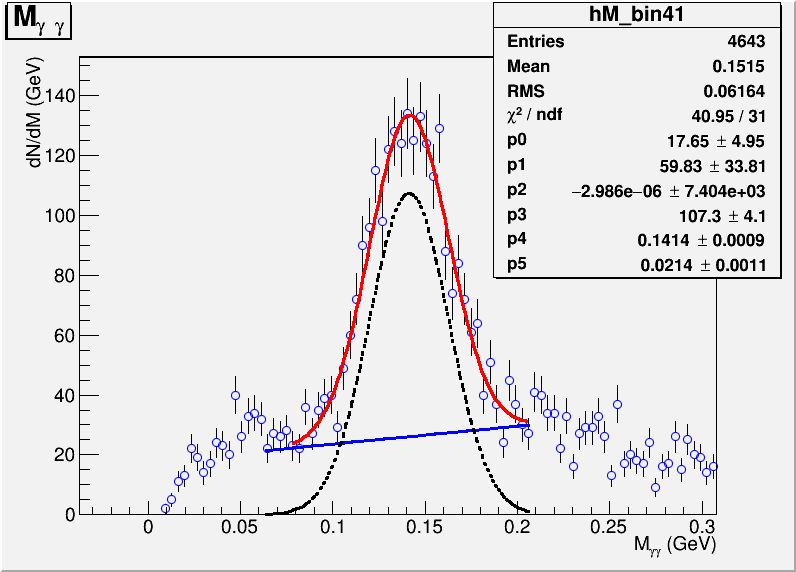 M γ γ
hM_bin41
Entries 4643
Mean 0.1515
RMS 0.06164
χ² / ndf 40.95 / 31
p0 17.65 ± 4.95
p1 59.83 ± 33.81
p2 −2.986e−06 ± 7.404e+03
p3 107.3 ± 4.1
p4 0.1414 ± 0.0009
p5 0.0214 ± 0.0011
dN/dM (GeV)
140
120
100
80
60
40
20
0
0 0.05 0.1 0.15 0.2 0.25 0.3
M γγ (GeV)